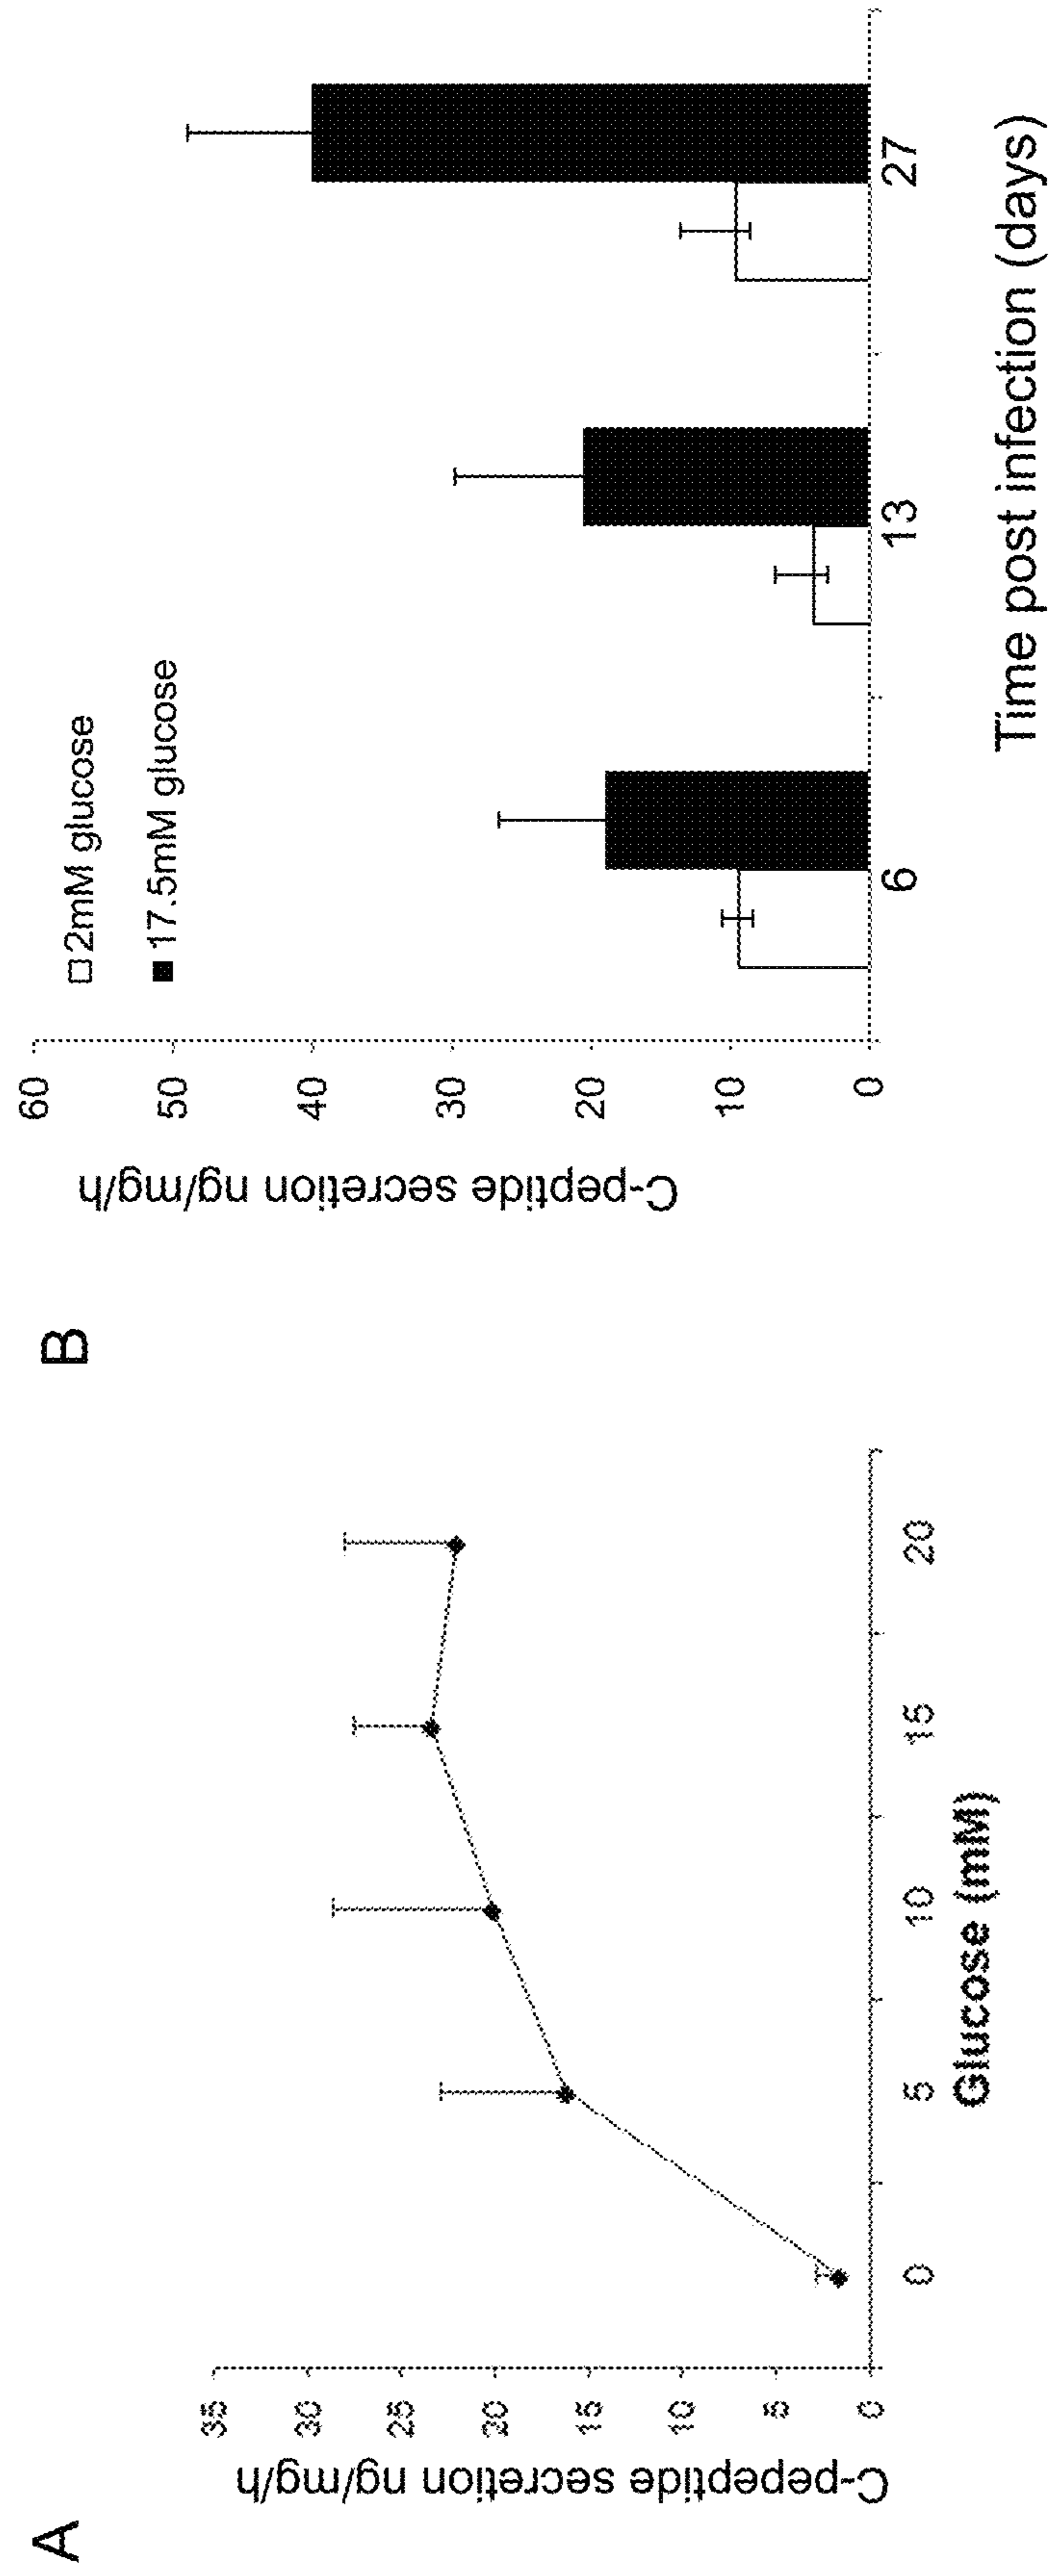 A
C-pepeptide secretion ng/mg/h
35
30
25
20
15
10
5
0
0
5
10
15
20
Glucose (mM)
B
C-peptide secretion ng/mg/h
60
50
40
30
20
10
0
2mM glucose
17.5mM glucose
6
13
27
Time post infection (days)